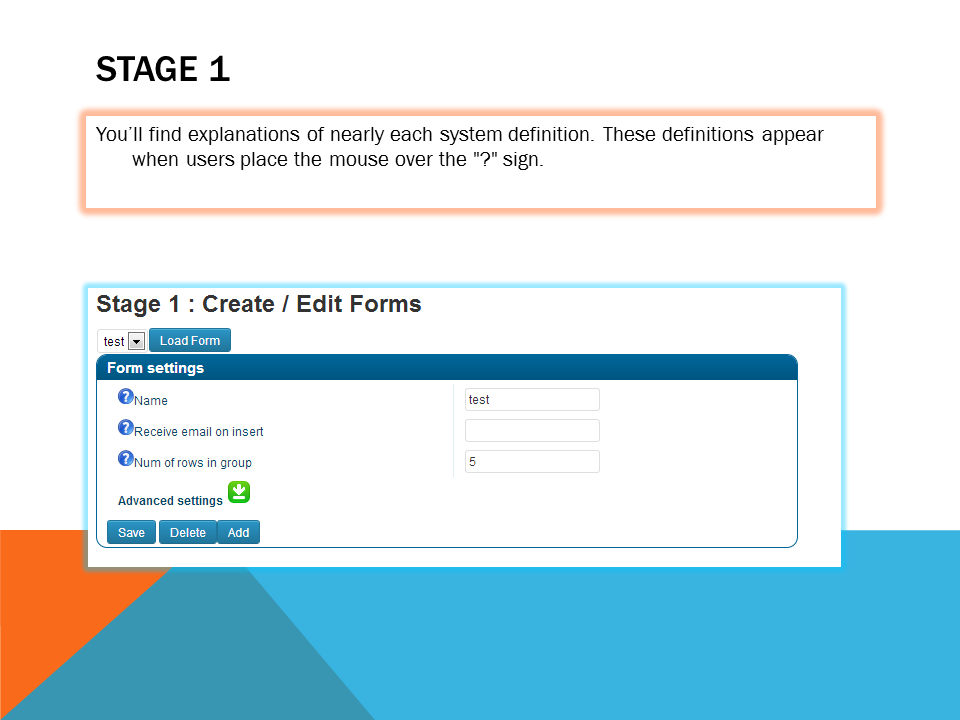 STAGE 1
You'll find explanations of nearly each system definition. These definitions appear
when users place the mouse over the "?" sign.
Stage 1 : Create / Edit Forms
test Load Form
Form settings
? Name test
? Receive email on insert
? Num of rows in group 5
Advanced settings
Save Delete Add